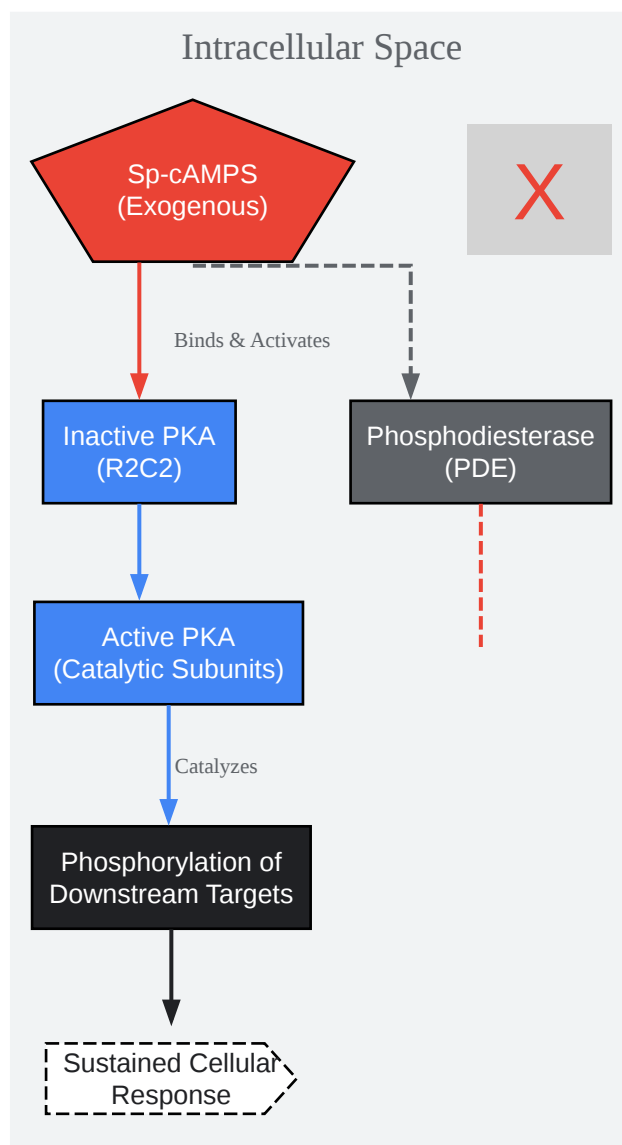 Intracellular Space
Sp-cAMPS
(Exogenous)
X
Binds & Activates
Inactive PKA
(R2C2)
Phosphodiesterase
(PDE)
Active PKA
(Catalytic Subunits)
Catalyzes
Phosphorylation of
Downstream Targets
Sustained Cellular
Response